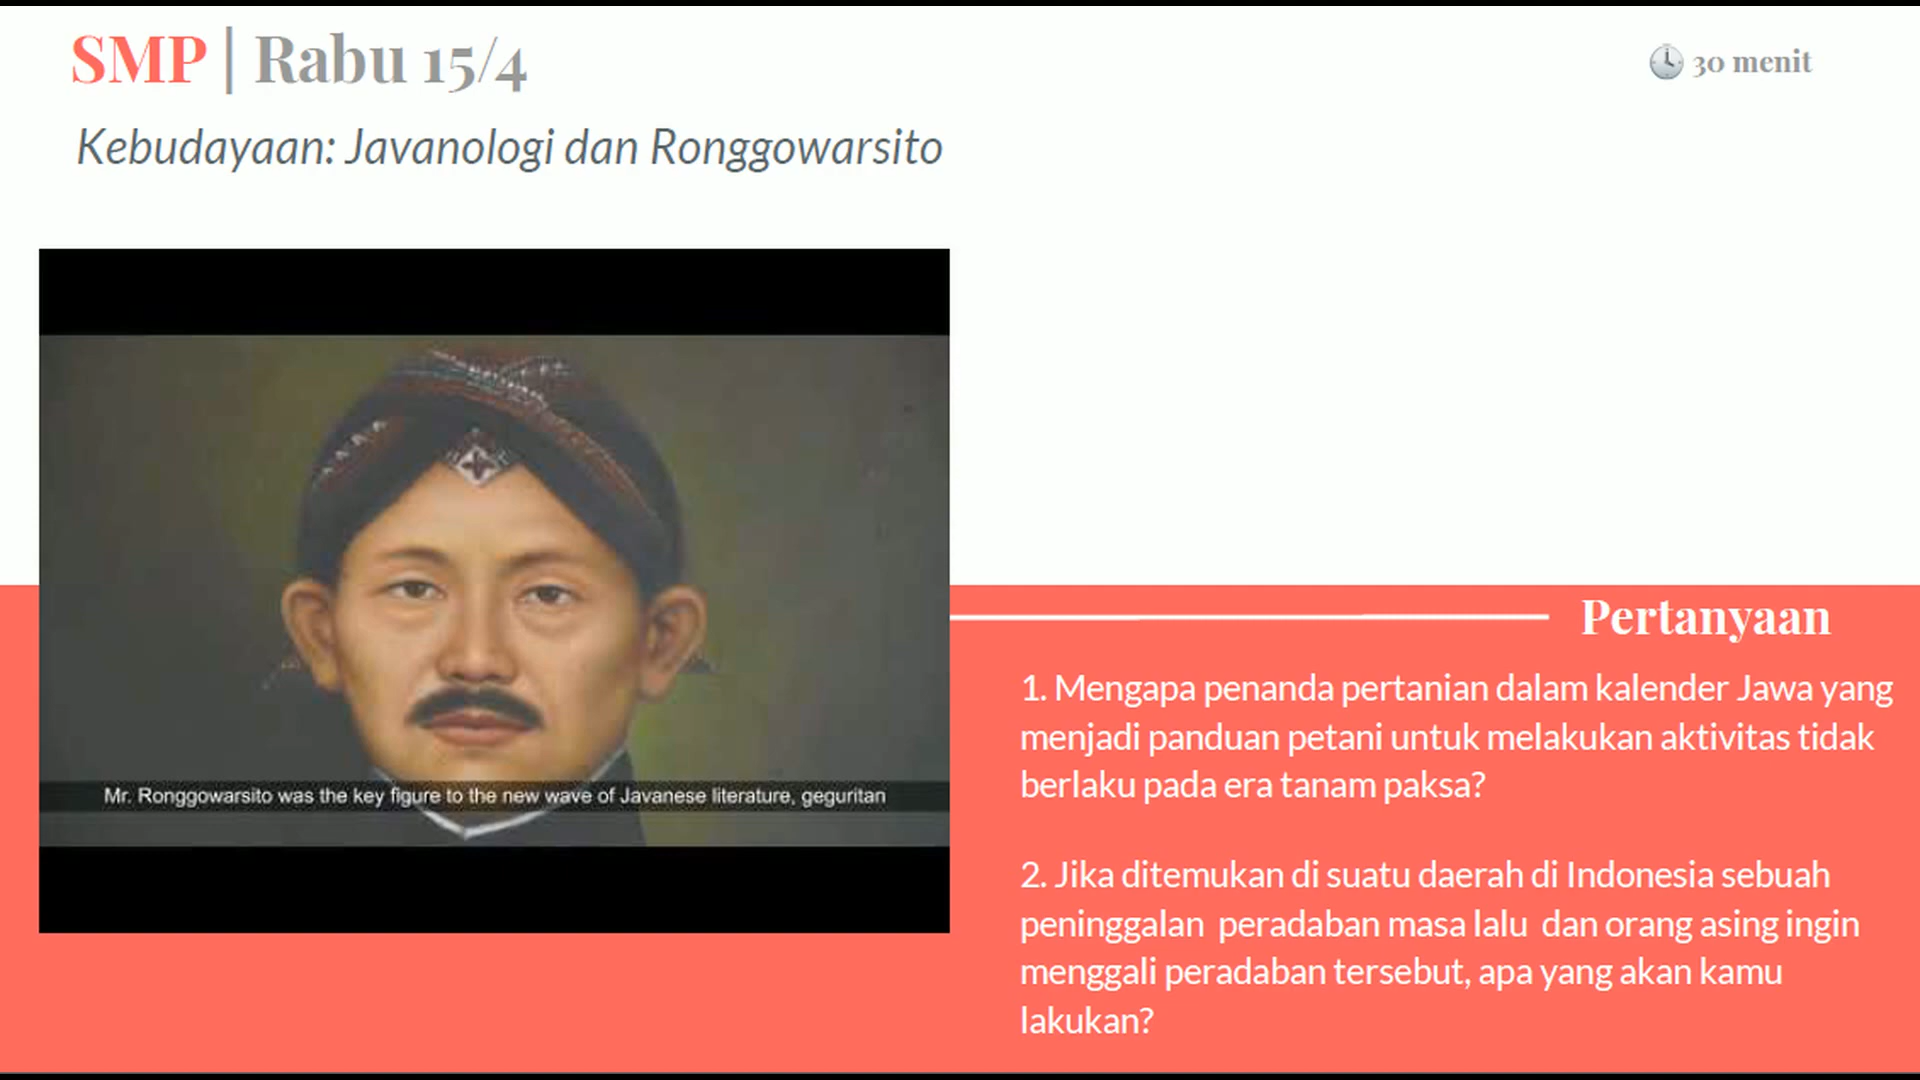 SMP | Rabu 15/4
30 menit
Kebudayaan: Javanologi dan Ronggowarsito
Mr. Ronggowarsito was the key figure to the new wave of Javanese literature, geguritan
Pertanyaan
1. Mengapa penanda pertanian dalam kalender Jawa yang
menjadi panduan petani untuk melakukan aktivitas tidak
berlaku pada era tanam paksa?
2. Jika ditemukan di suatu daerah di Indonesia sebuah
peninggalan peradaban masa lalu dan orang asing ingin
menggali peradaban tersebut, apa yang akan kamu
lakukan?